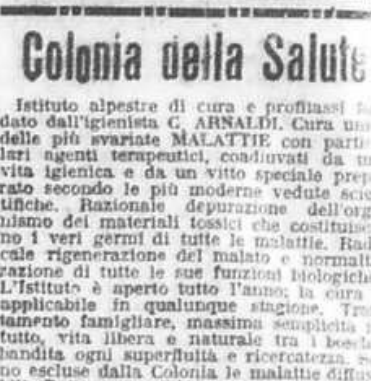 Colonia della Salute
Istituto alpestre di cura e profilassi
dato dall'igienista C. ARNALDI. Cura
delle più svariate MALATTIE con parti
lari agenti terapeutici, coadiuvati da
vita igienica e da un vitto speciale prep
rato secondo le più moderne vedute scie
tifiche. Razionale depurazione dell'org
nismo dei materiali tossici che costituisc
no i veri germi di tutte le malattie. Rad
cale rigenerazione del malato e normaliz
razione di tutte le sue funzioni biologiche
L'Istituto è aperto tutto l'anno; la cura
applicabile in qualunque stagione. Trat
tamento famigliare, massima semplicità
tutto, vita libera e naturale tra i boschi
bandita ogni superfluità e ricercatezza.
no escluse dalla Colonia le malattie diffus